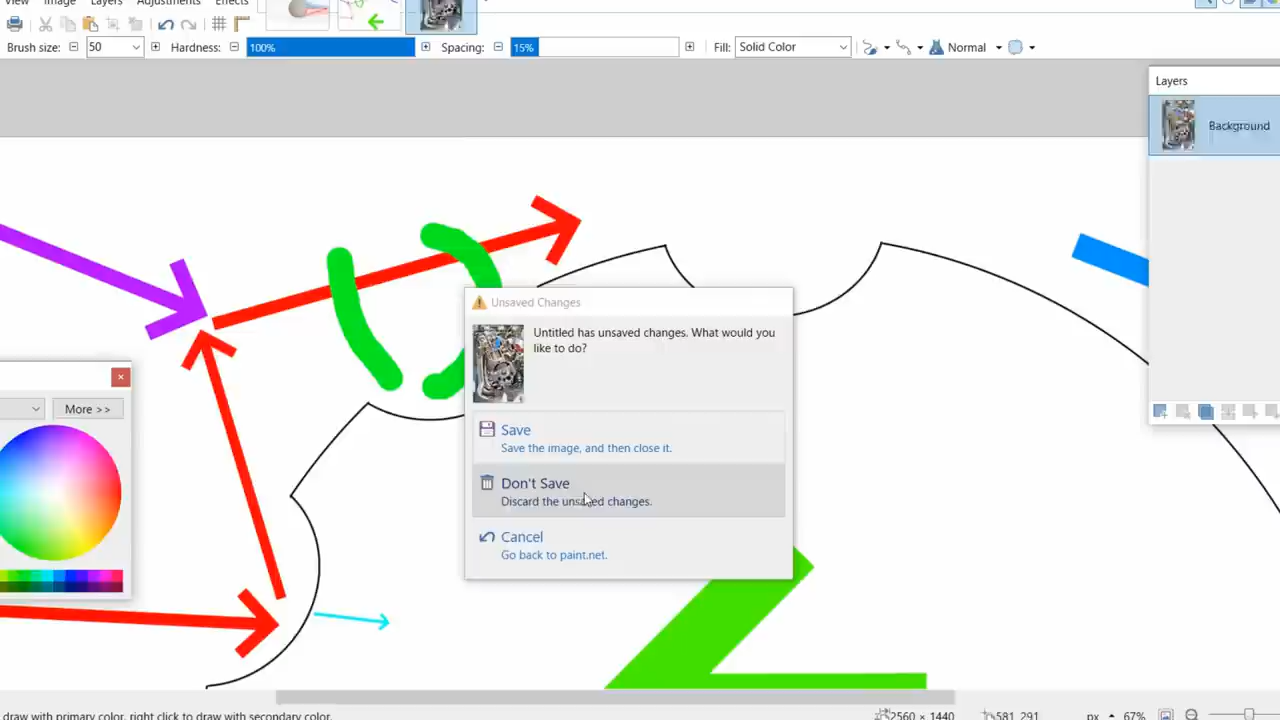 View Image Layers Adjustments Effects
Brush size: 50 Hardness: 100% Spacing: 15% Fill: Solid Color Normal
Layers
Background
Unsaved Changes
Untitled has unsaved changes. What would you
like to do?
More >>
Save
Save the image, and then close it.
Don't Save
Discard the unsaved changes.
Cancel
Go back to paint.net.
draw with primary color, right click to draw with secondary color.
2560 × 1440 581, 291 px 67%